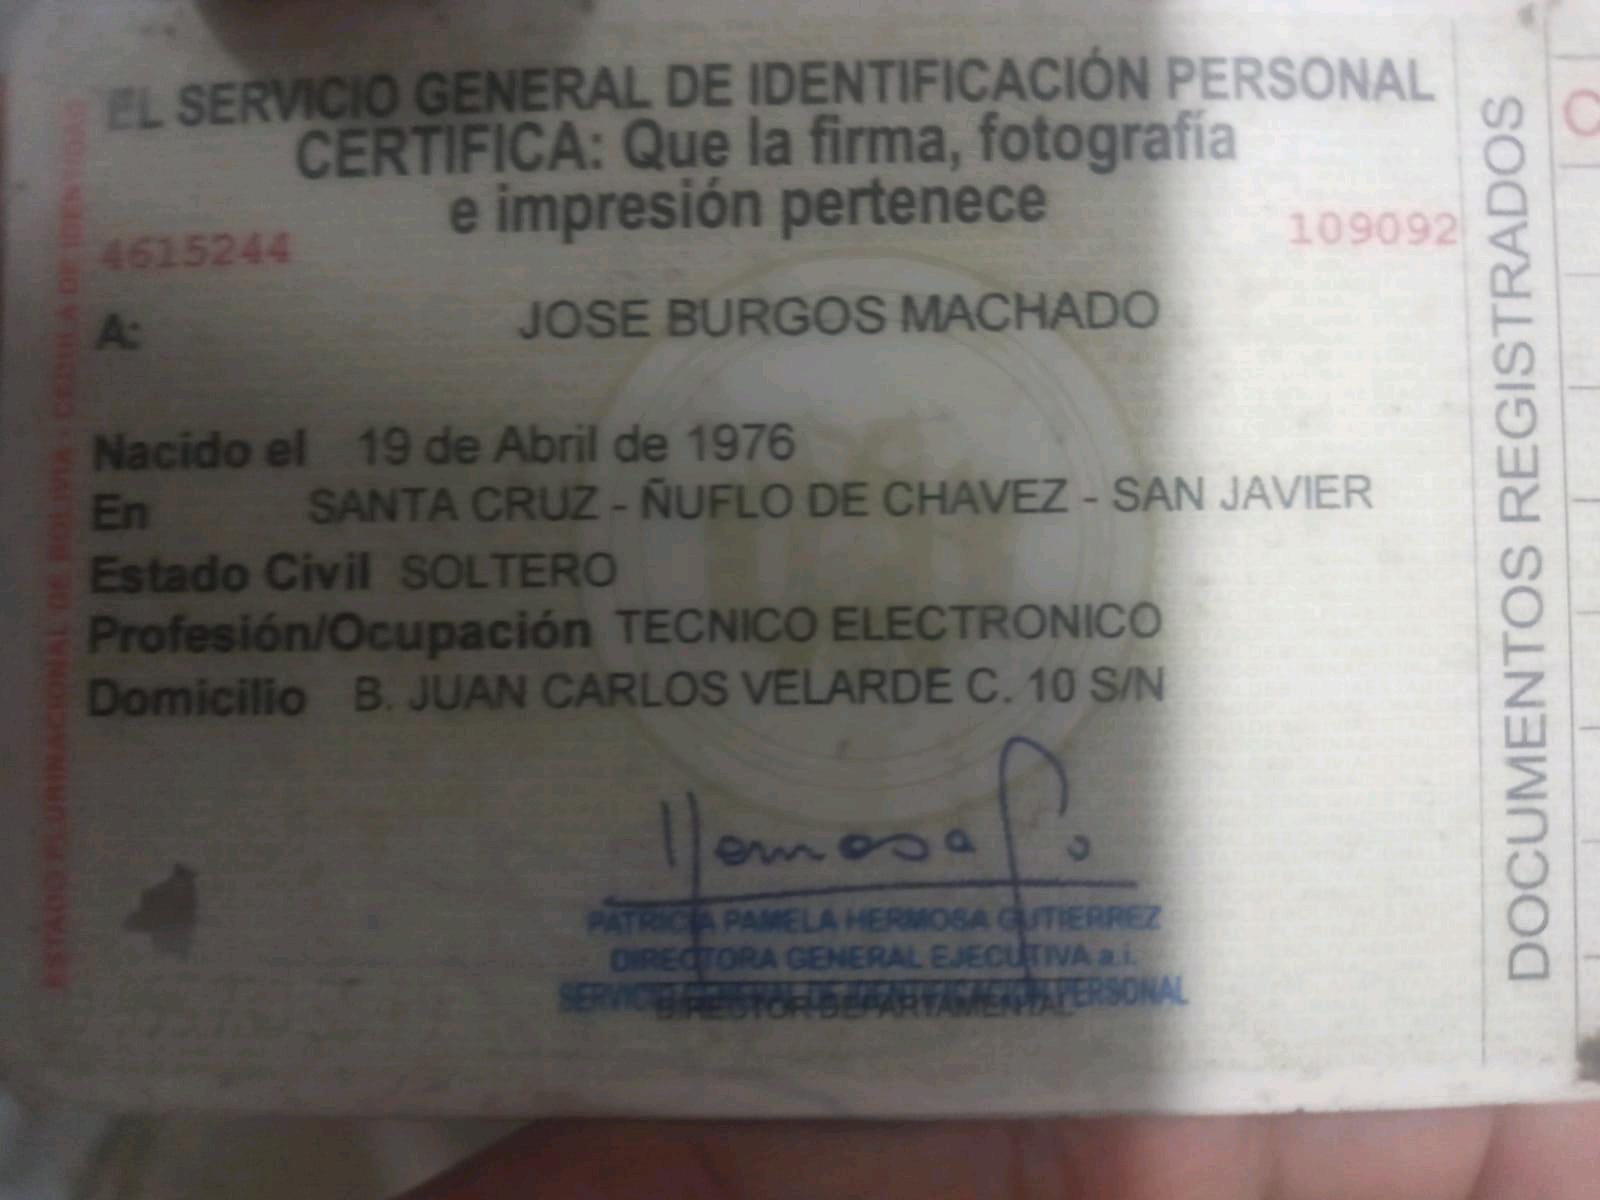 EL SERVICIO GENERAL DE IDENTIFICACIÓN PERSONAL
CERTIFICA: Que la firma, fotografía
e impresión pertenece
4615244
109092
A: JOSE BURGOS MACHADO
Nacido el 19 de Abril de 1976
En SANTA CRUZ - ÑUFLO DE CHAVEZ - SAN JAVIER
Estado Civil SOLTERO
Profesión/Ocupación TECNICO ELECTRONICO
Domicilio B. JUAN CARLOS VELARDE C. 10 S/N
Hermosa
PATRICIA PAMELA HERMOSA GUTIERREZ
DIRECTORA GENERAL EJECUTIVA a.i.
SERVICIO GENERAL DE IDENTIFICACIÓN PERSONAL
DIRECTOR DEPARTAMENTAL
ESTADO PLURINACIONAL DE BOLIVIA - CEDULA DE IDENTIDAD
DOCUMENTOS REGISTRADOS